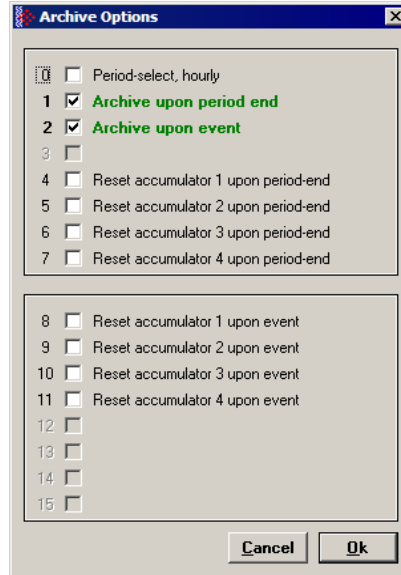 Archive Options
0 Period-select, hourly
1 Archive upon period end
2 Archive upon event
3
4 Reset accumulator 1 upon period-end
5 Reset accumulator 2 upon period-end
6 Reset accumulator 3 upon period-end
7 Reset accumulator 4 upon period-end
8 Reset accumulator 1 upon event
9 Reset accumulator 2 upon event
10 Reset accumulator 3 upon event
11 Reset accumulator 4 upon event
12
13
14
15
Cancel Ok